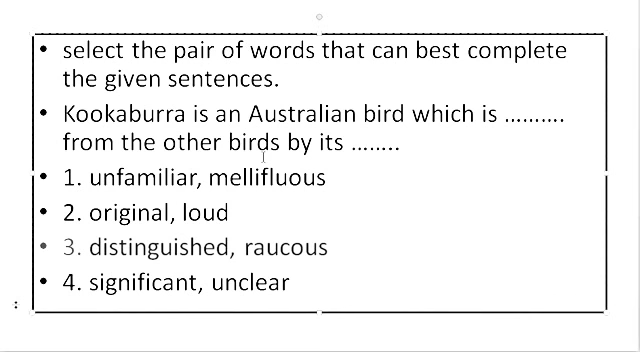 • select the pair of words that can best complete
the given sentences.
• Kookaburra is an Australian bird which is ..........
from the other birds by its ........
• 1. unfamiliar, mellifluous
• 2. original, loud
• 3. distinguished, raucous
• 4. significant, unclear
: